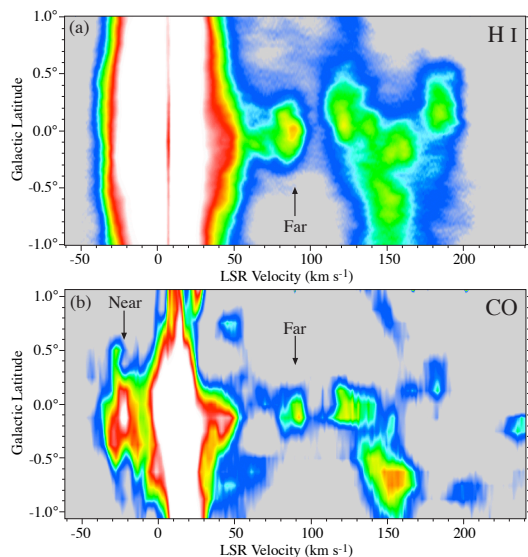 1.0°
(a)
H I
0.5°
Galactic Latitude
0.0°
-0.5°
Far
-1.0°
-50 0 50 100 150 200
LSR Velocity (km s-1)
1.0°
(b)
Near
CO
Far
0.5°
Galactic Latitude
0.0°
-0.5°
-1.0°
-50 0 50 100 150 200
LSR Velocity (km s-1)